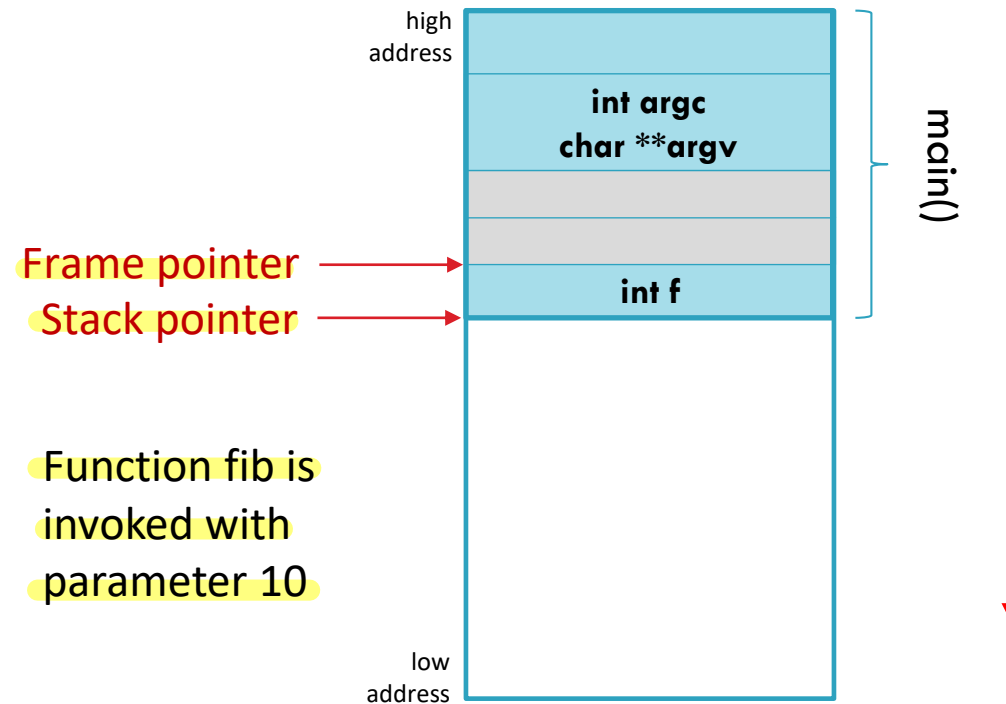 high
address
int argc
char **argv
main()
Frame pointer
int f
Stack pointer
Function fib is
invoked with
parameter 10
low
address